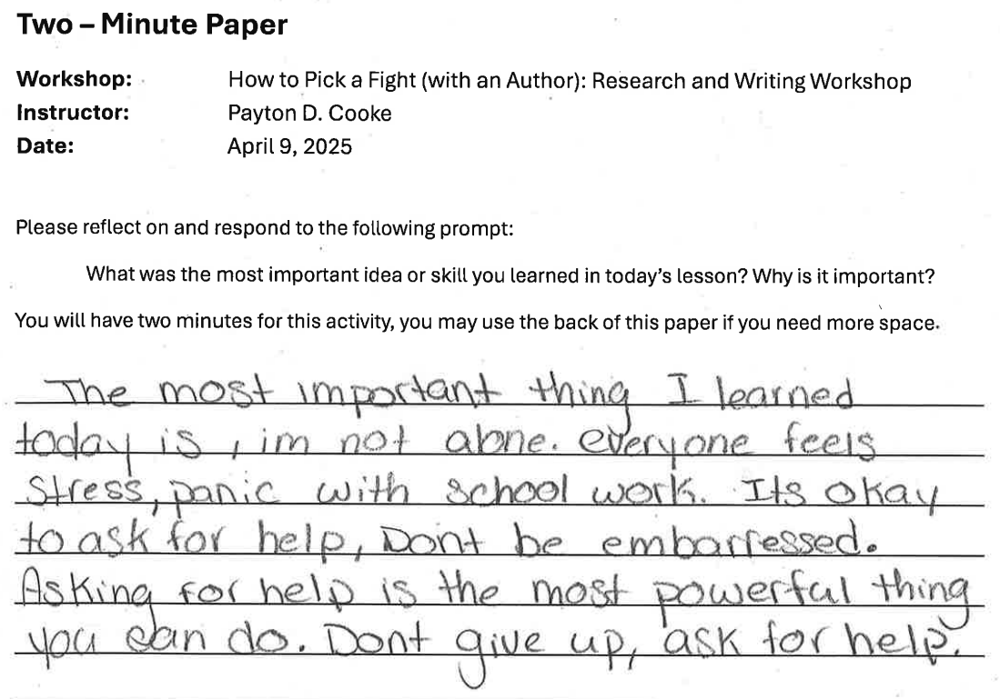 Two – Minute Paper
Workshop: How to Pick a Fight (with an Author): Research and Writing Workshop
Instructor: Payton D. Cooke
Date: April 9, 2025
Please reflect on and respond to the following prompt:
What was the most important idea or skill you learned in today's lesson? Why is it important?
You will have two minutes for this activity, you may use the back of this paper if you need more space.
The most important thing I learned
today is, im not alone. everyone feels
stress, panic with school work. Its okay
to ask for help, Dont be embarressed.
Asking for help is the most powerful thing
you can do. Dont give up, ask for help.